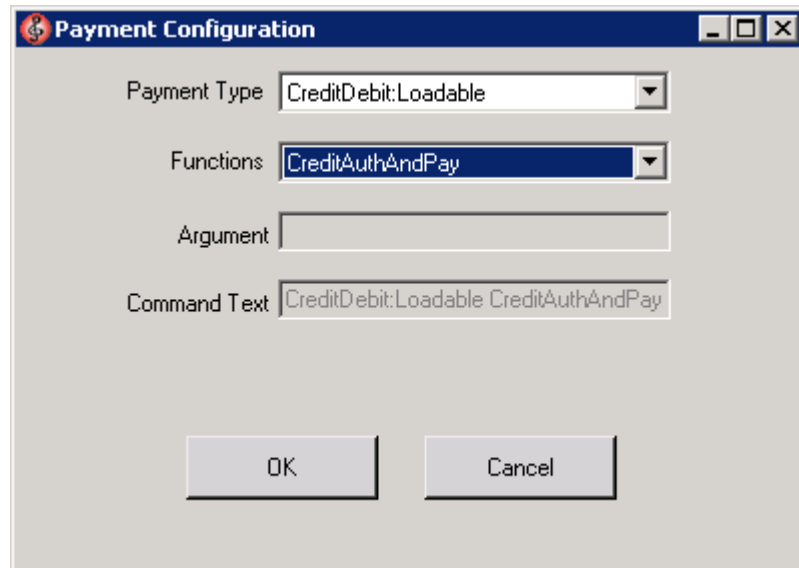 Payment Configuration
Payment Type CreditDebit:Loadable
Functions CreditAuthAndPay
Argument
Command Text CreditDebit:Loadable CreditAuthAndPay
OK Cancel